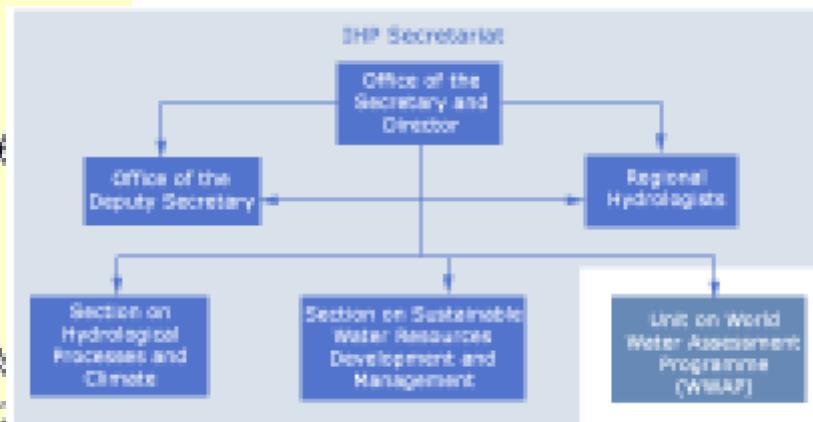 IHP Secretariat
Office of the
Secretary and
Director
Office of the
Deputy Secretary
Regional
Hydrologists
Section on
Hydrological
Processes and
Climate
Section on Sustainable
Water Resources
Development and
Management
Unit on World
Water Assessment
Programme
(WWAP)